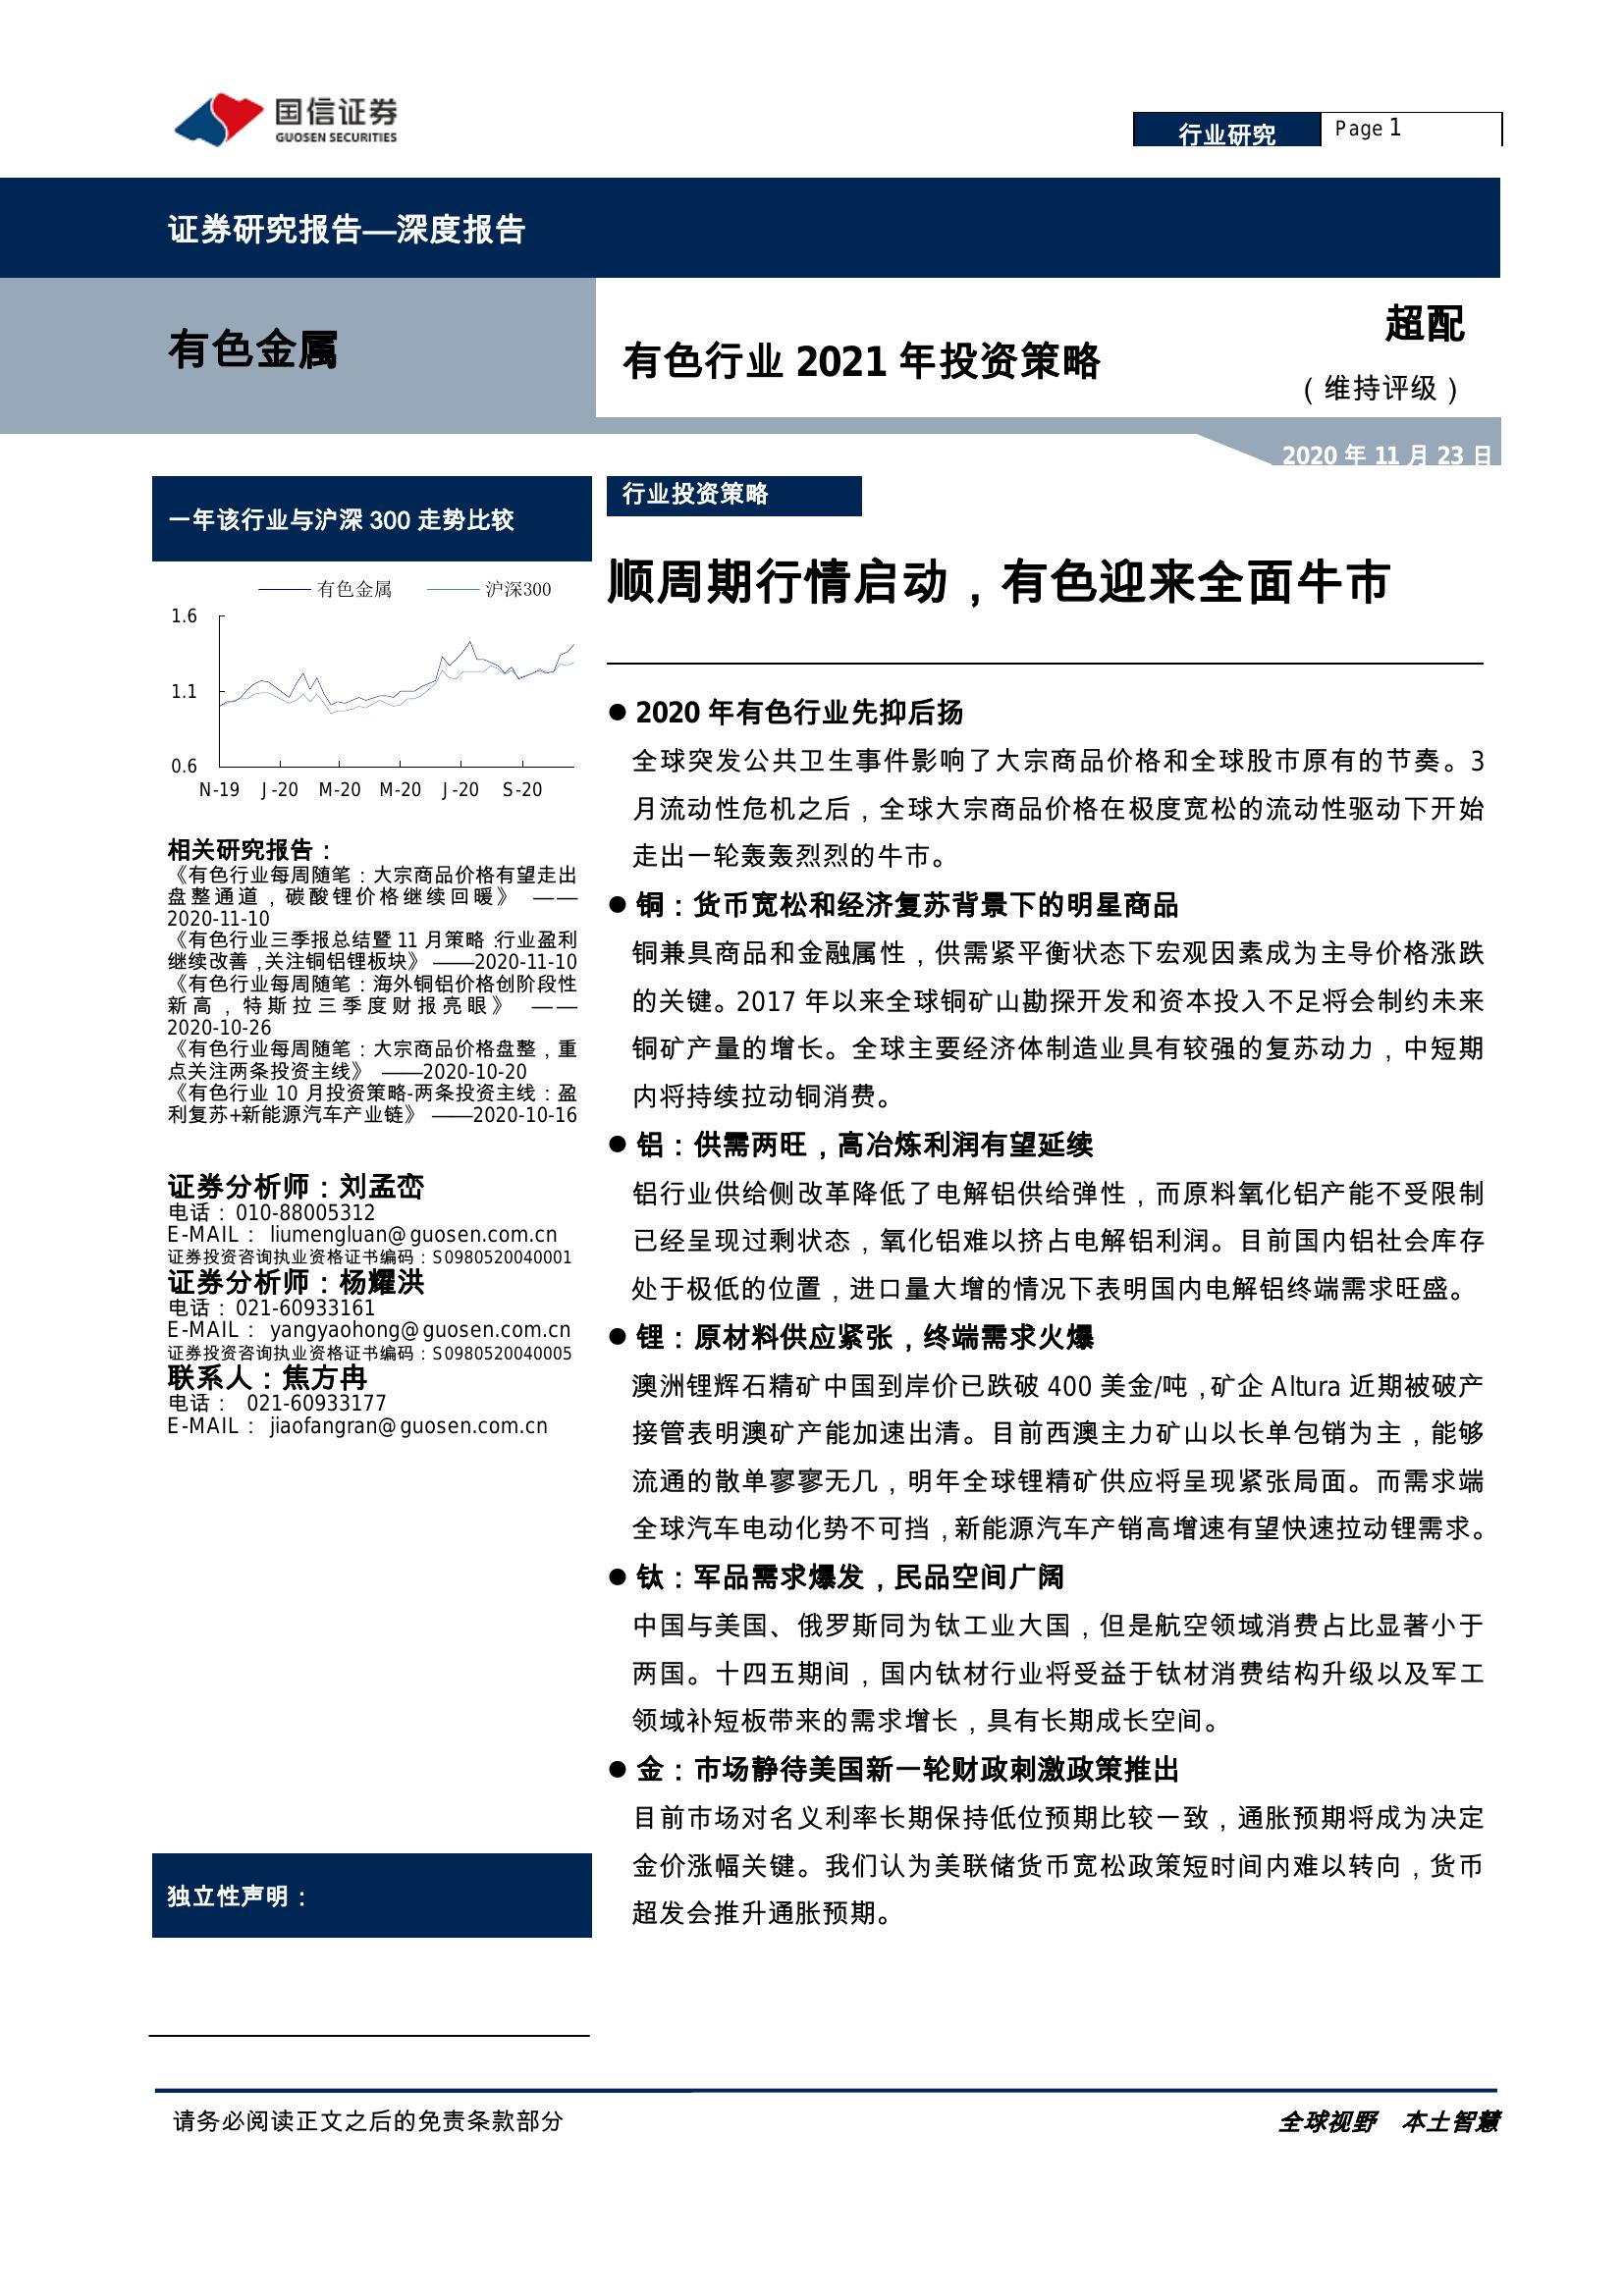 国信证券
GUOSEN SECURITIES
行业研究
Page 1
证券研究报告—深度报告
有色金属
有色行业 2021 年投资策略
超配
（维持评级）
2020 年 11 月 23 日
一年该行业与沪深 300 走势比较
有色金属 沪深300
1.6
1.1
0.6
N-19 J-20 M-20 M-20 J-20 S-20
相关研究报告：
《有色行业每周随笔：大宗商品价格有望走出
盘整通道，碳酸锂价格继续回暖》 ——
2020-11-10
《有色行业三季报总结暨 11 月策略：行业盈利
继续改善，关注铜铝锂板块》 ——2020-11-10
《有色行业每周随笔：海外铜铝价格创阶段性
新高，特斯拉三季度财报亮眼》 ——
2020-10-26
《有色行业每周随笔：大宗商品价格盘整，重
点关注两条投资主线》 ——2020-10-20
《有色行业 10 月投资策略-两条投资主线：盈
利复苏+新能源汽车产业链》 ——2020-10-16
证券分析师：刘孟峦
电话： 010-88005312
E-MAIL： liumengluan@guosen.com.cn
证券投资咨询执业资格证书编码：S0980520040001
证券分析师：杨耀洪
电话： 021-60933161
E-MAIL： yangyaohong@guosen.com.cn
证券投资咨询执业资格证书编码：S0980520040005
联系人：焦方冉
电话： 021-60933177
E-MAIL： jiaofangran@guosen.com.cn
独立性声明：
行业投资策略
顺周期行情启动，有色迎来全面牛市
● 2020 年有色行业先抑后扬
全球突发公共卫生事件影响了大宗商品价格和全球股市原有的节奏。3
月流动性危机之后，全球大宗商品价格在极度宽松的流动性驱动下开始
走出一轮轰轰烈烈的牛市。
● 铜：货币宽松和经济复苏背景下的明星商品
铜兼具商品和金融属性，供需紧平衡状态下宏观因素成为主导价格涨跌
的关键。2017 年以来全球铜矿山勘探开发和资本投入不足将会制约未来
铜矿产量的增长。全球主要经济体制造业具有较强的复苏动力，中短期
内将持续拉动铜消费。
● 铝：供需两旺，高冶炼利润有望延续
铝行业供给侧改革降低了电解铝供给弹性，而原料氧化铝产能不受限制
已经呈现过剩状态，氧化铝难以挤占电解铝利润。目前国内铝社会库存
处于极低的位置，进口量大增的情况下表明国内电解铝终端需求旺盛。
● 锂：原材料供应紧张，终端需求火爆
澳洲锂辉石精矿中国到岸价已跌破 400 美金/吨，矿企 Altura 近期被破产
接管表明澳矿产能加速出清。目前西澳主力矿山以长单包销为主，能够
流通的散单寥寥无几，明年全球锂精矿供应将呈现紧张局面。而需求端
全球汽车电动化势不可挡，新能源汽车产销高增速有望快速拉动锂需求。
● 钛：军品需求爆发，民品空间广阔
中国与美国、俄罗斯同为钛工业大国，但是航空领域消费占比显著小于
两国。十四五期间，国内钛材行业将受益于钛材消费结构升级以及军工
领域补短板带来的需求增长，具有长期成长空间。
● 金：市场静待美国新一轮财政刺激政策推出
目前市场对名义利率长期保持低位预期比较一致，通胀预期将成为决定
金价涨幅关键。我们认为美联储货币宽松政策短时间内难以转向，货币
超发会推升通胀预期。
请务必阅读正文之后的免责条款部分
全球视野 本土智慧